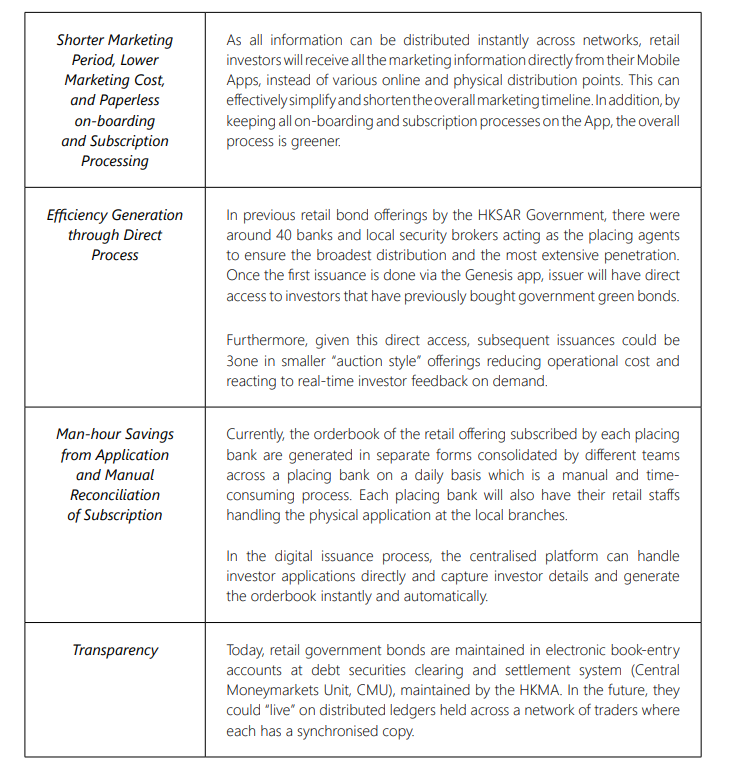 Shorter Marketing
Period, Lower
Marketing Cost,
and Paperless
on-boarding
and Subscription
Processing
As all information can be distributed instantly across networks, retail
investors will receive all the marketing information directly from their Mobile
Apps, instead of various online and physical distribution points. This can
effectively simplify and shorten the overall marketing timeline. In addition, by
keeping all on-boarding and subscription processes on the App, the overall
process is greener.
Efficiency Generation
through Direct
Process
In previous retail bond offerings by the HKSAR Government, there were
around 40 banks and local security brokers acting as the placing agents
to ensure the broadest distribution and the most extensive penetration.
Once the first issuance is done via the Genesis app, issuer will have direct
access to investors that have previously bought government green bonds.
Furthermore, given this direct access, subsequent issuances could be
3one in smaller “auction style” offerings reducing operational cost and
reacting to real-time investor feedback on demand.
Man-hour Savings
from Application
and Manual
Reconciliation
of Subscription
Currently, the orderbook of the retail offering subscribed by each placing
bank are generated in separate forms consolidated by different teams
across a placing bank on a daily basis which is a manual and time-
consuming process. Each placing bank will also have their retail staffs
handling the physical application at the local branches.
In the digital issuance process, the centralised platform can handle
investor applications directly and capture investor details and generate
the orderbook instantly and automatically.
Transparency
Today, retail government bonds are maintained in electronic book-entry
accounts at debt securities clearing and settlement system (Central
Moneymarkets Unit, CMU), maintained by the HKMA. In the future, they
could “live” on distributed ledgers held across a network of traders where
each has a synchronised copy.